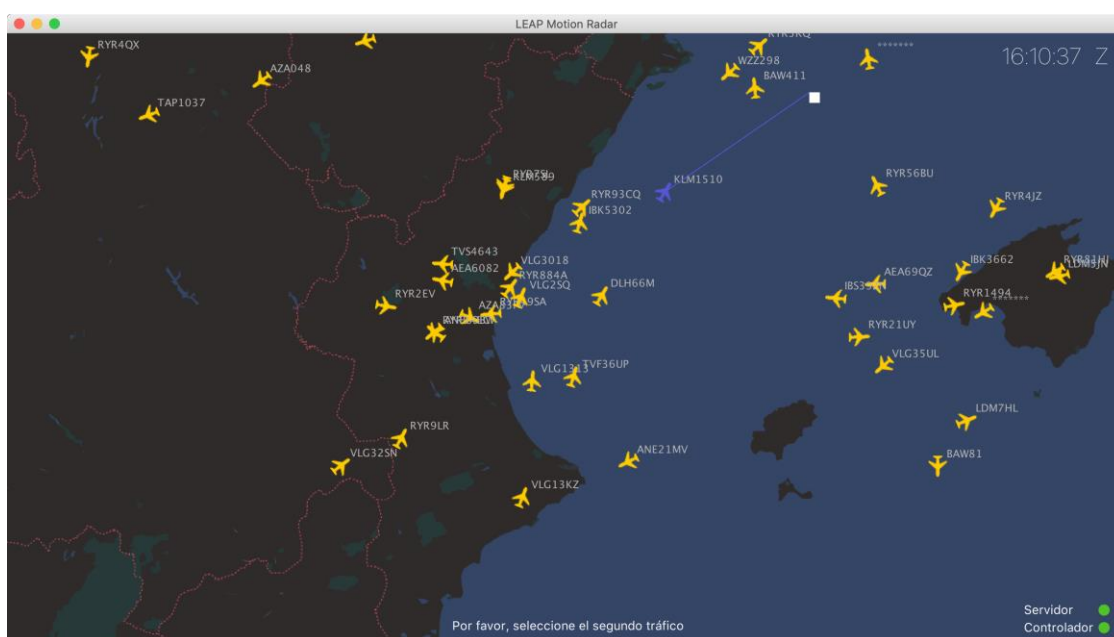 LEAP Motion Radar
16:10:37 Z
RYR4QX
AZA048
TAP1037
*******
WZZ298
BAW411
KLM1510
RYR93CQ
IBK5302
RYR56BU
RYR4JZ
TVS4643
AEA6082
VLG3018
RYR884A
VLG2SQ
RYR2EV
DLH66M
AEA69QZ
IBK3662
RYR1494
*******
RYR21UY
VLG35UL
VLG1313
TVF36UP
RYR9LR
VLG32SN
VLG13KZ
ANE21MV
LDM7HL
BAW81
Por favor, seleccione el segundo tráfico
Servidor
Controlador